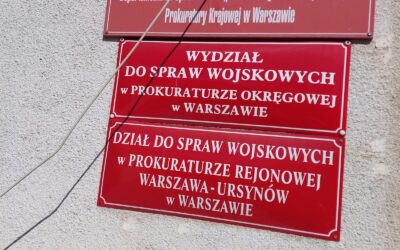 Prokuratury Krajowej w Warszawie
WYDZIAŁ
DO SPRAW WOJSKOWYCH
w PROKURATURZE OKRĘGOWEJ
w WARSZAWIE
DZIAŁ DO SPRAW WOJSKOWYCH
w PROKURATURZE REJONOWEJ
WARSZAWA - URSYNÓW
w WARSZAWIE